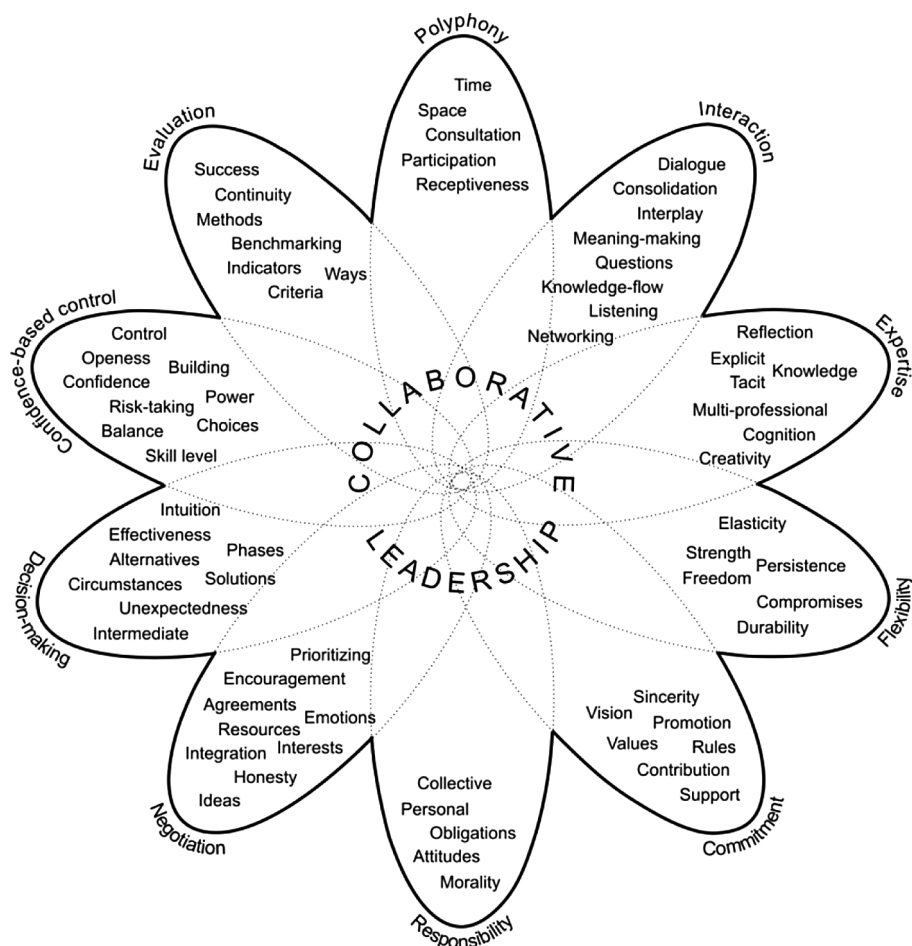 Polyphony
Time
Space
Consultation
Participation
Receptiveness
Interaction
Dialogue
Consolidation
Interplay
Meaning-making
Questions
Knowledge-flow
Listening
Networking
Expertise
Reflection
Explicit
Tacit
Knowledge
Multi-professional
Cognition
Creativity
Flexibility
Elasticity
Strength
Freedom
Persistence
Compromises
Durability
Commitment
Sincerity
Vision
Promotion
Values
Rules
Contribution
Support
Responsibility
Collective
Personal
Obligations
Attitudes
Morality
Negotiation
Prioritizing
Encouragement
Agreements
Emotions
Resources
Integration
Interests
Honesty
Ideas
Decision-making
Intuition
Effectiveness
Alternatives
Phases
Circumstances
Solutions
Unexpectedness
Intermediate
Confidence-based control
Control
Openess
Building
Confidence
Risk-taking
Power
Balance
Choices
Skill level
Evaluation
Success
Continuity
Methods
Benchmarking
Indicators
Ways
Criteria
COLLABORATIVE
LEADERSHIP